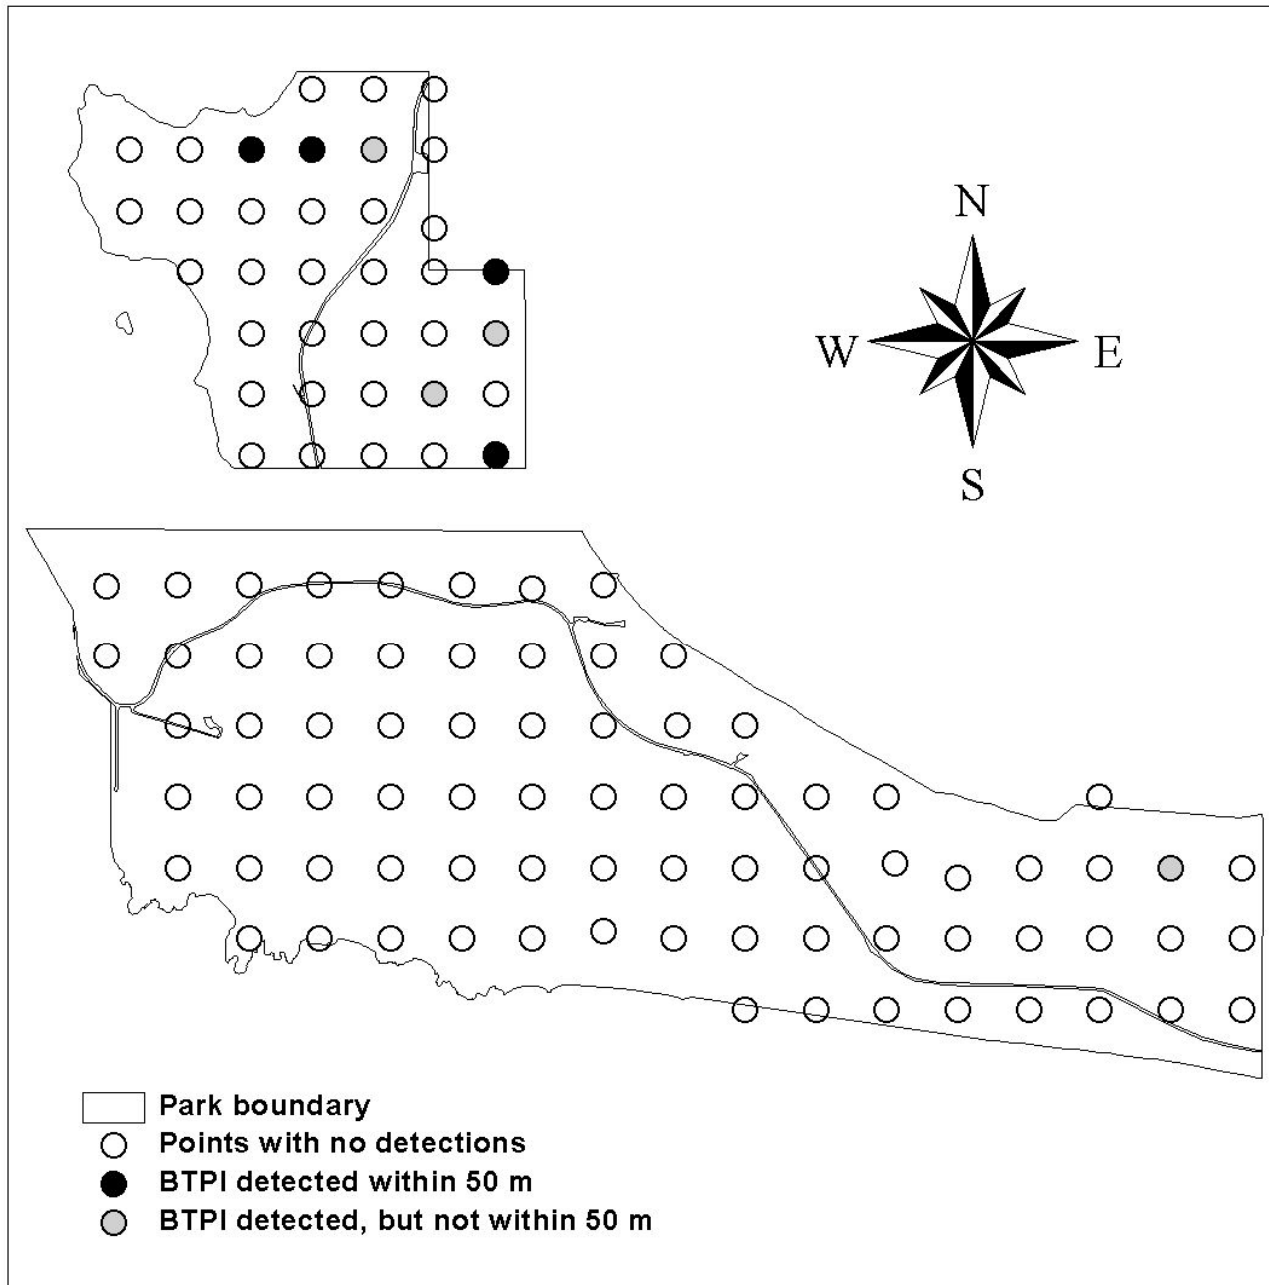 N
W
E
S
Park boundary
Points with no detections
BTPI detected within 50 m
BTPI detected, but not within 50 m